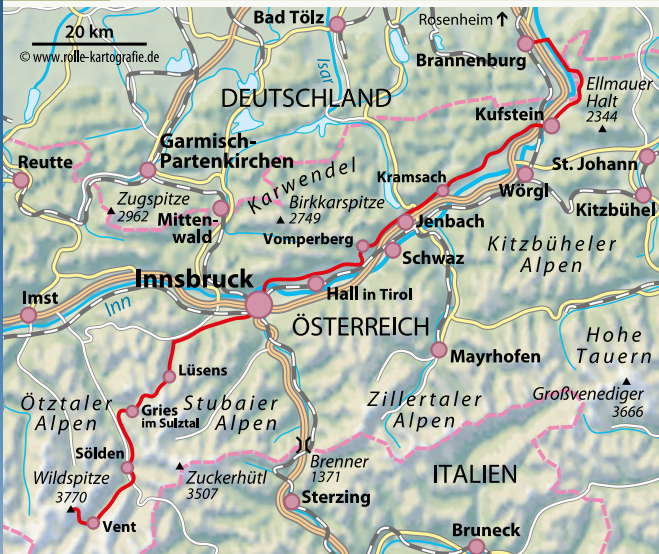 20 km
© www.rolle-kartografie.de
Bad Tölz
Rosenheim ↑
Brannenburg
Isar
DEUTSCHLAND
Ellmauer
Halt
2344
Kufstein
Garmisch-
Partenkirchen
Reutte
St. Johann
Karwendel
Kramsach
Wörgl
Zugspitze
2962
Birkkarspitze
2749
Mitten-
wald
Jenbach
Kitzbühel
Vomperberg
Schwaz
Kitzbüheler
Alpen
Innsbruck
Imst
Inn
Hall in Tirol
ÖSTERREICH
Hohe
Tauern
Mayrhofen
Lüsens
Großvenediger
3666
Ötztaler
Alpen
Gries
im Sulztal
Stubaier
Alpen
Zillertaler
Alpen
Sölden
Brenner
1371
Wildspitze
3770
Zuckerhütl
3507
ITALIEN
Sterzing
Vent
Bruneck